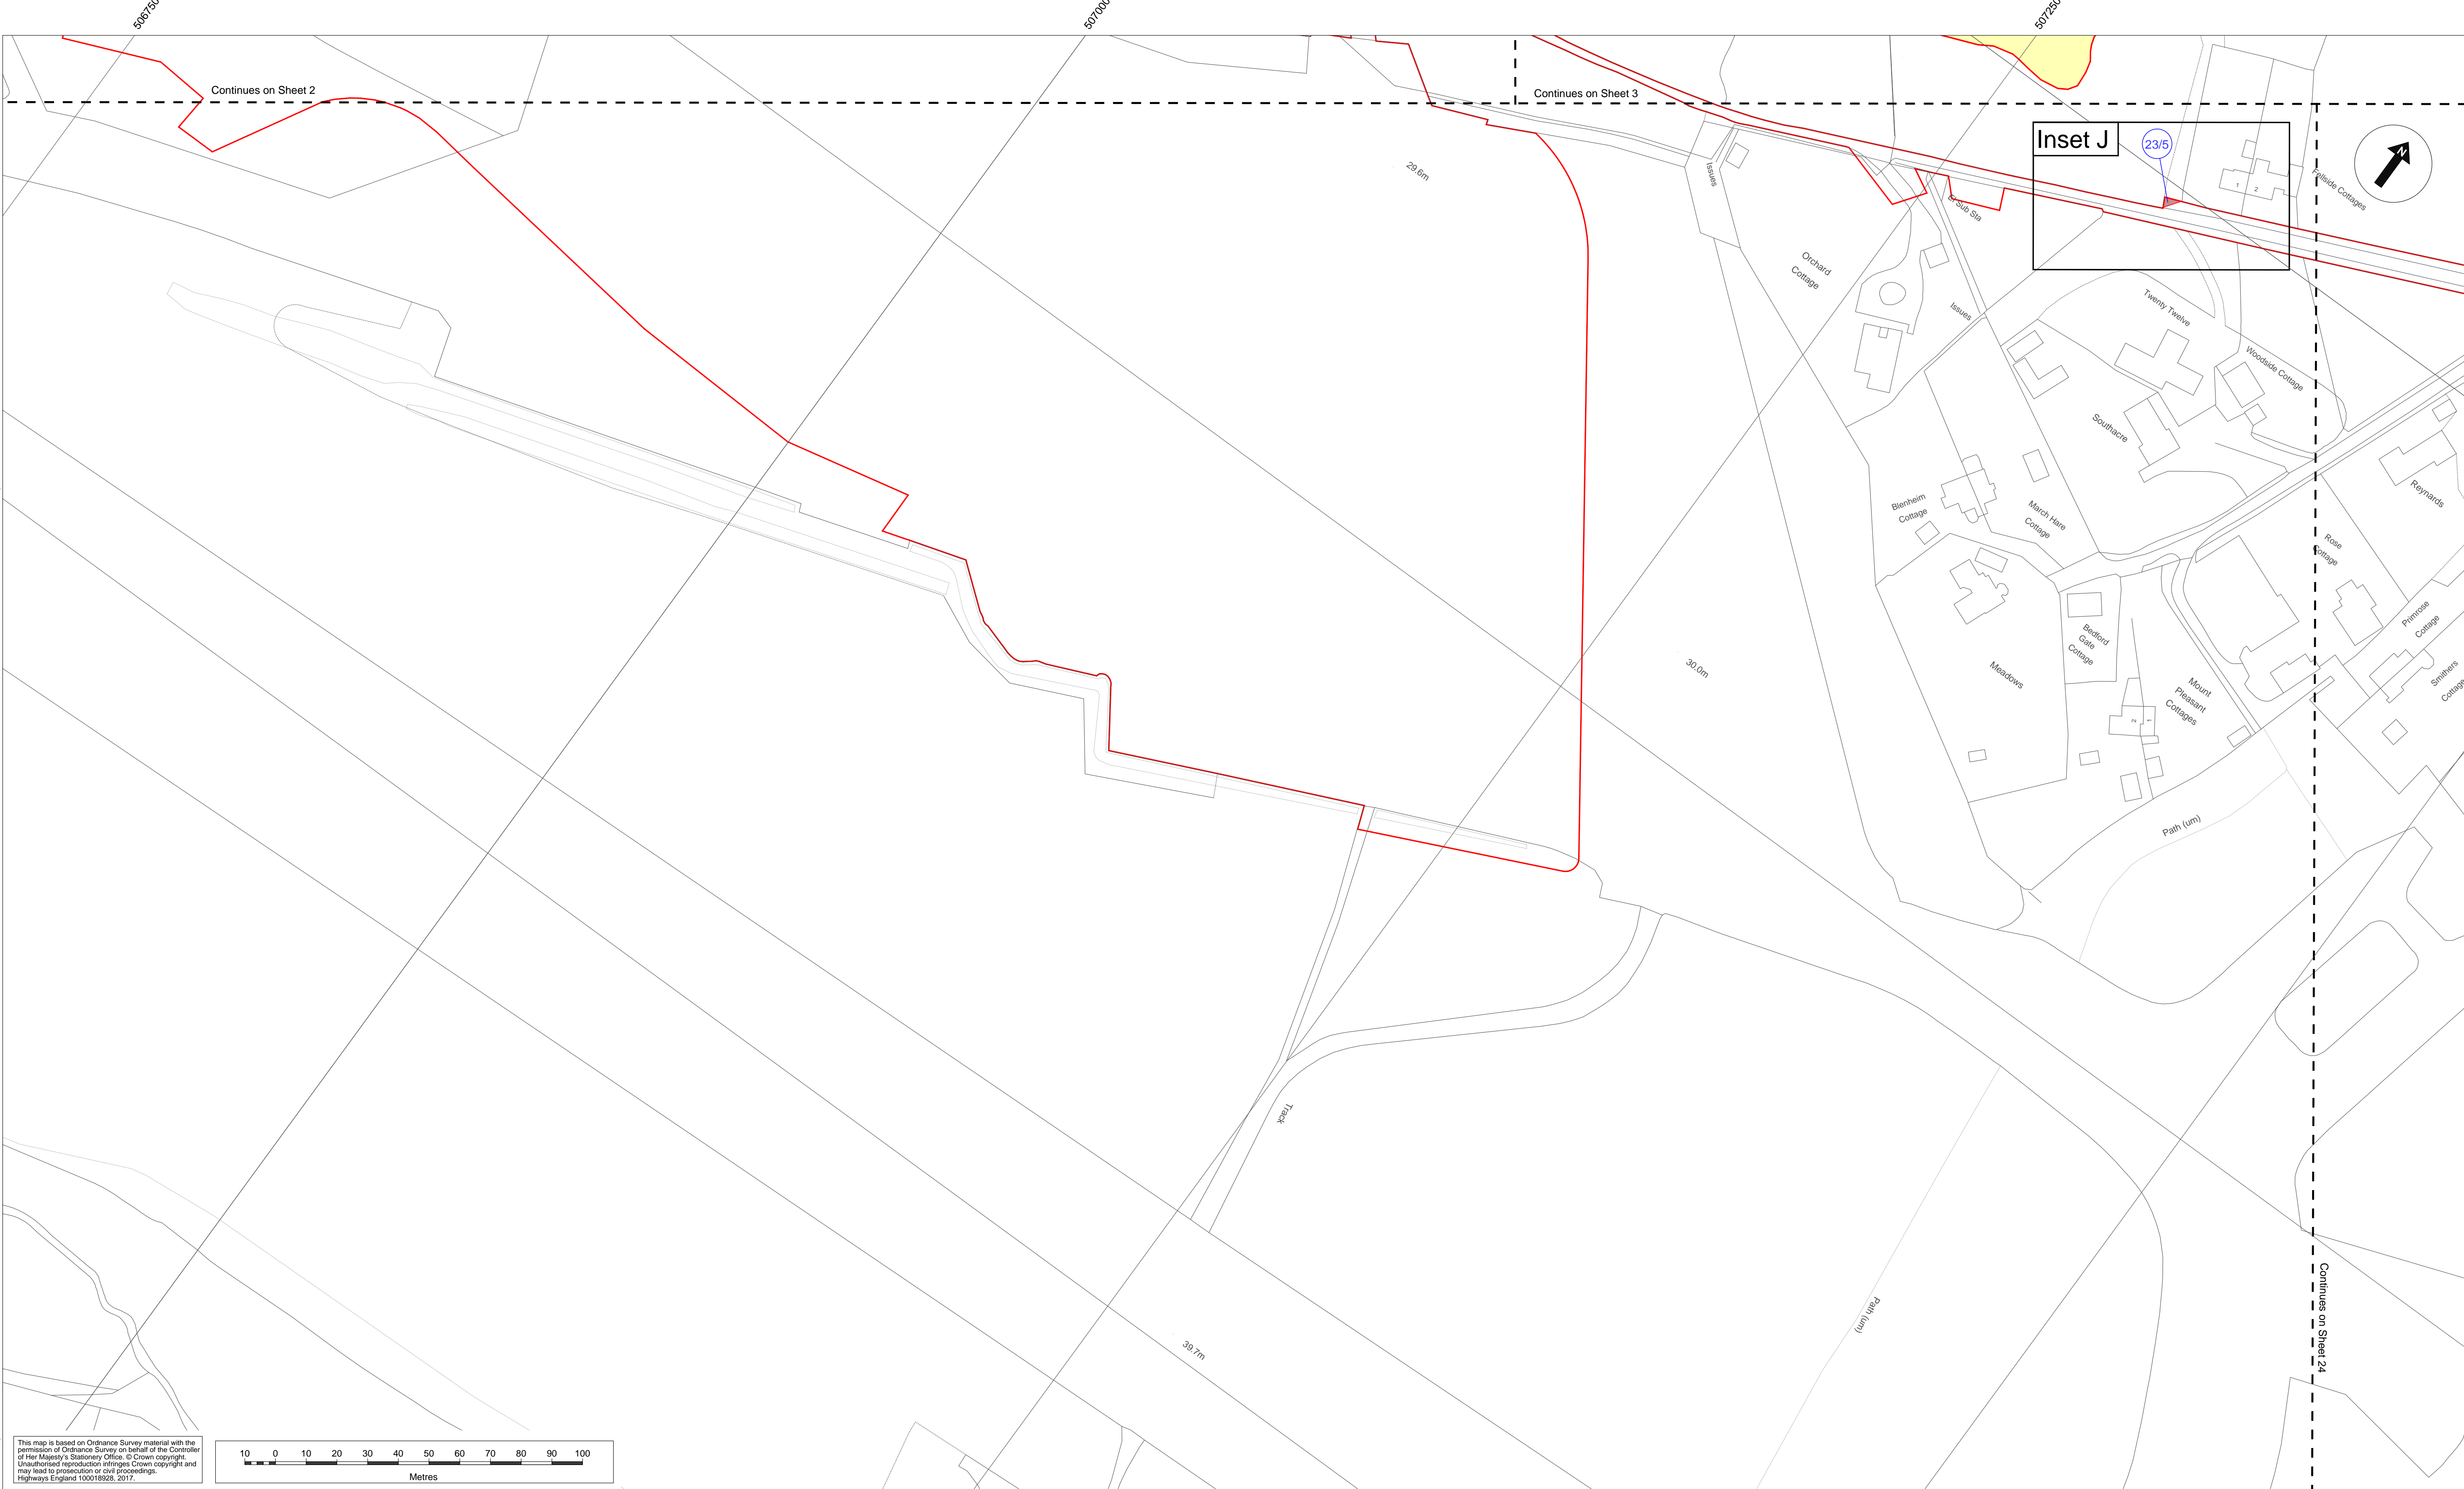 506750
507000
507250
Continues on Sheet 2
Continues on Sheet 3
Inset J
23/5
N
29.6m
Issues
El Sub Sta
1
2
Fellside Cottages
Orchard
Cottage
Issues
Twenty Twelve
Woodside Cottage
Southacre
Blenheim
Cottage
March Hare
Cottage
Reynards
Rose
Cottage
Primrose
Cottage
Smithers
Cottage
Bedford
Gate
Cottage
Meadows
30.0m
Mount
Pleasant
Cottages
2
1
Path (um)
Track
Path (um)
Continues on Sheet 24
39.7m
This map is based on Ordnance Survey material with the
permission of Ordnance Survey on behalf of the Controller
of Her Majesty's Stationery Office. © Crown copyright.
Unauthorised reproduction infringes Crown copyright and
may lead to prosecution or civil proceedings.
Highways England 100018928, 2017.
10 0 10 20 30 40 50 60 70 80 90 100
Metres